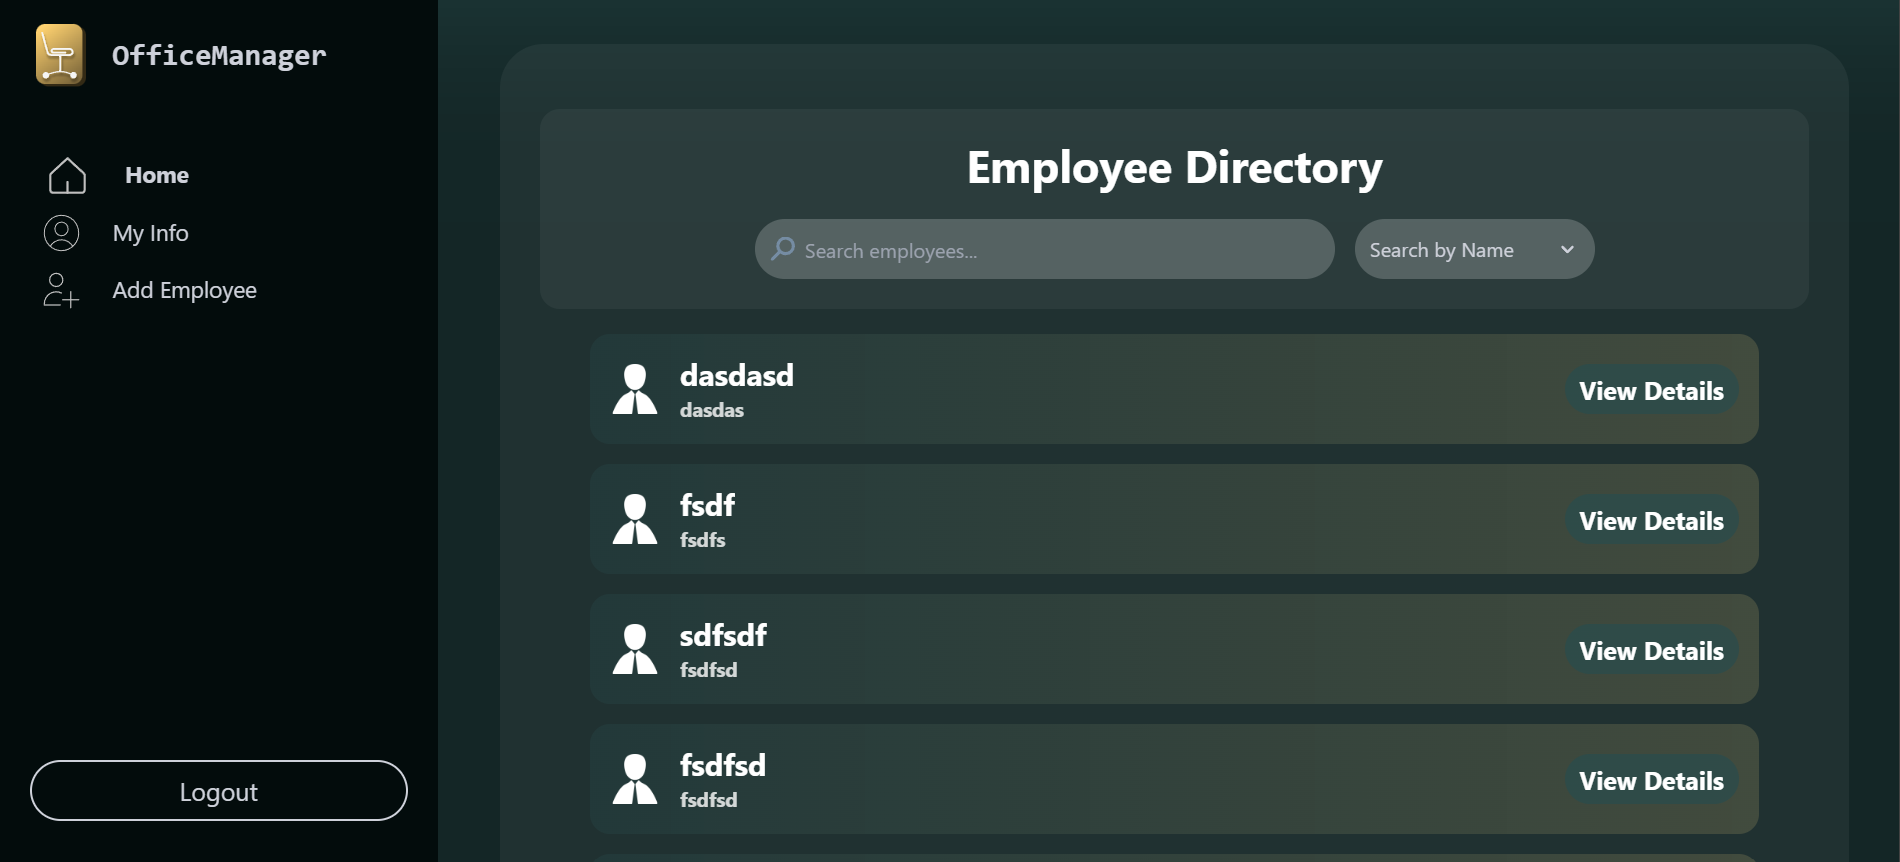 OfficeManager
Home
My Info
Add Employee
Logout
Employee Directory
Search employees...
Search by Name
dasdasd
dasdas
View Details
fsdf
fsdfs
View Details
sdfsdf
fsdfsd
View Details
fsdfsd
fsdfsd
View Details